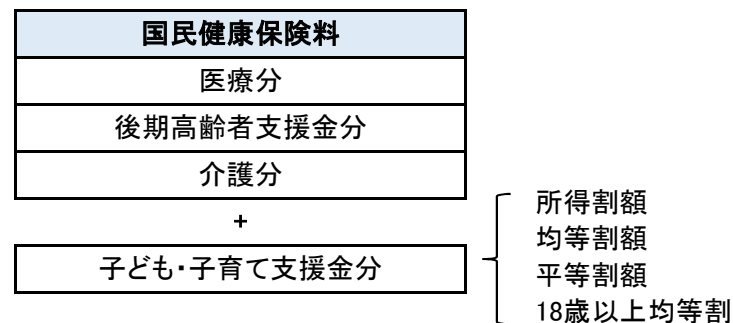 国民健康保険料
医療分
後期高齢者支援金分
介護分
+
子ども・子育て支援金分
所得割額
均等割額
平等割額
18歳以上均等割